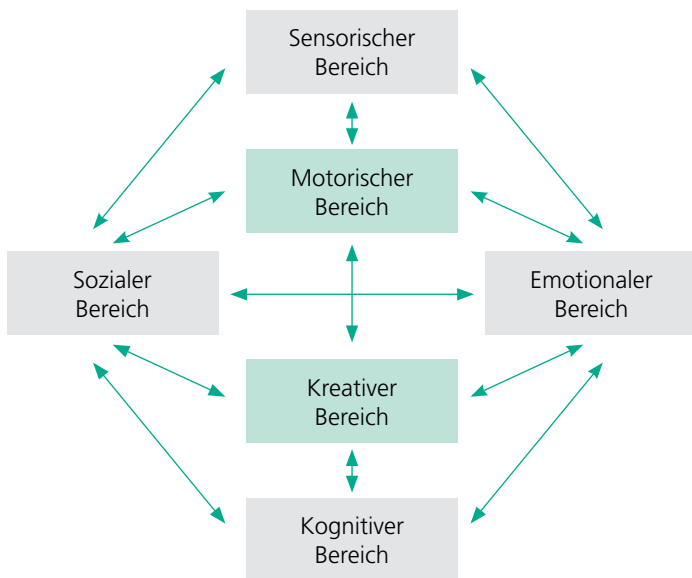 Sensorischer
Bereich
Motorischer
Bereich
Sozialer
Bereich
Emotionaler
Bereich
Kreativer
Bereich
Kognitiver
Bereich